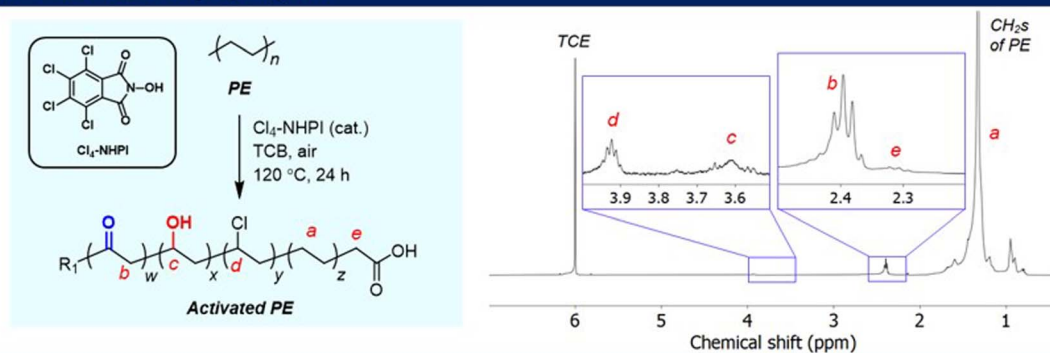 Cl
Cl
Cl
Cl
O
O
N-OH
Cl₄-NHPI
n
PE
Cl₄-NHPI (cat.)
TCB, air
120 °C, 24 h
O
OH
Cl
a
e
OH
R₁
b
w
c
x
d
y
z
O
Activated PE
TCE
CH₂s
of PE
d
c
3.9 3.8 3.7 3.6
b
e
2.4 2.3
a
6 5 4 3 2 1
Chemical shift (ppm)